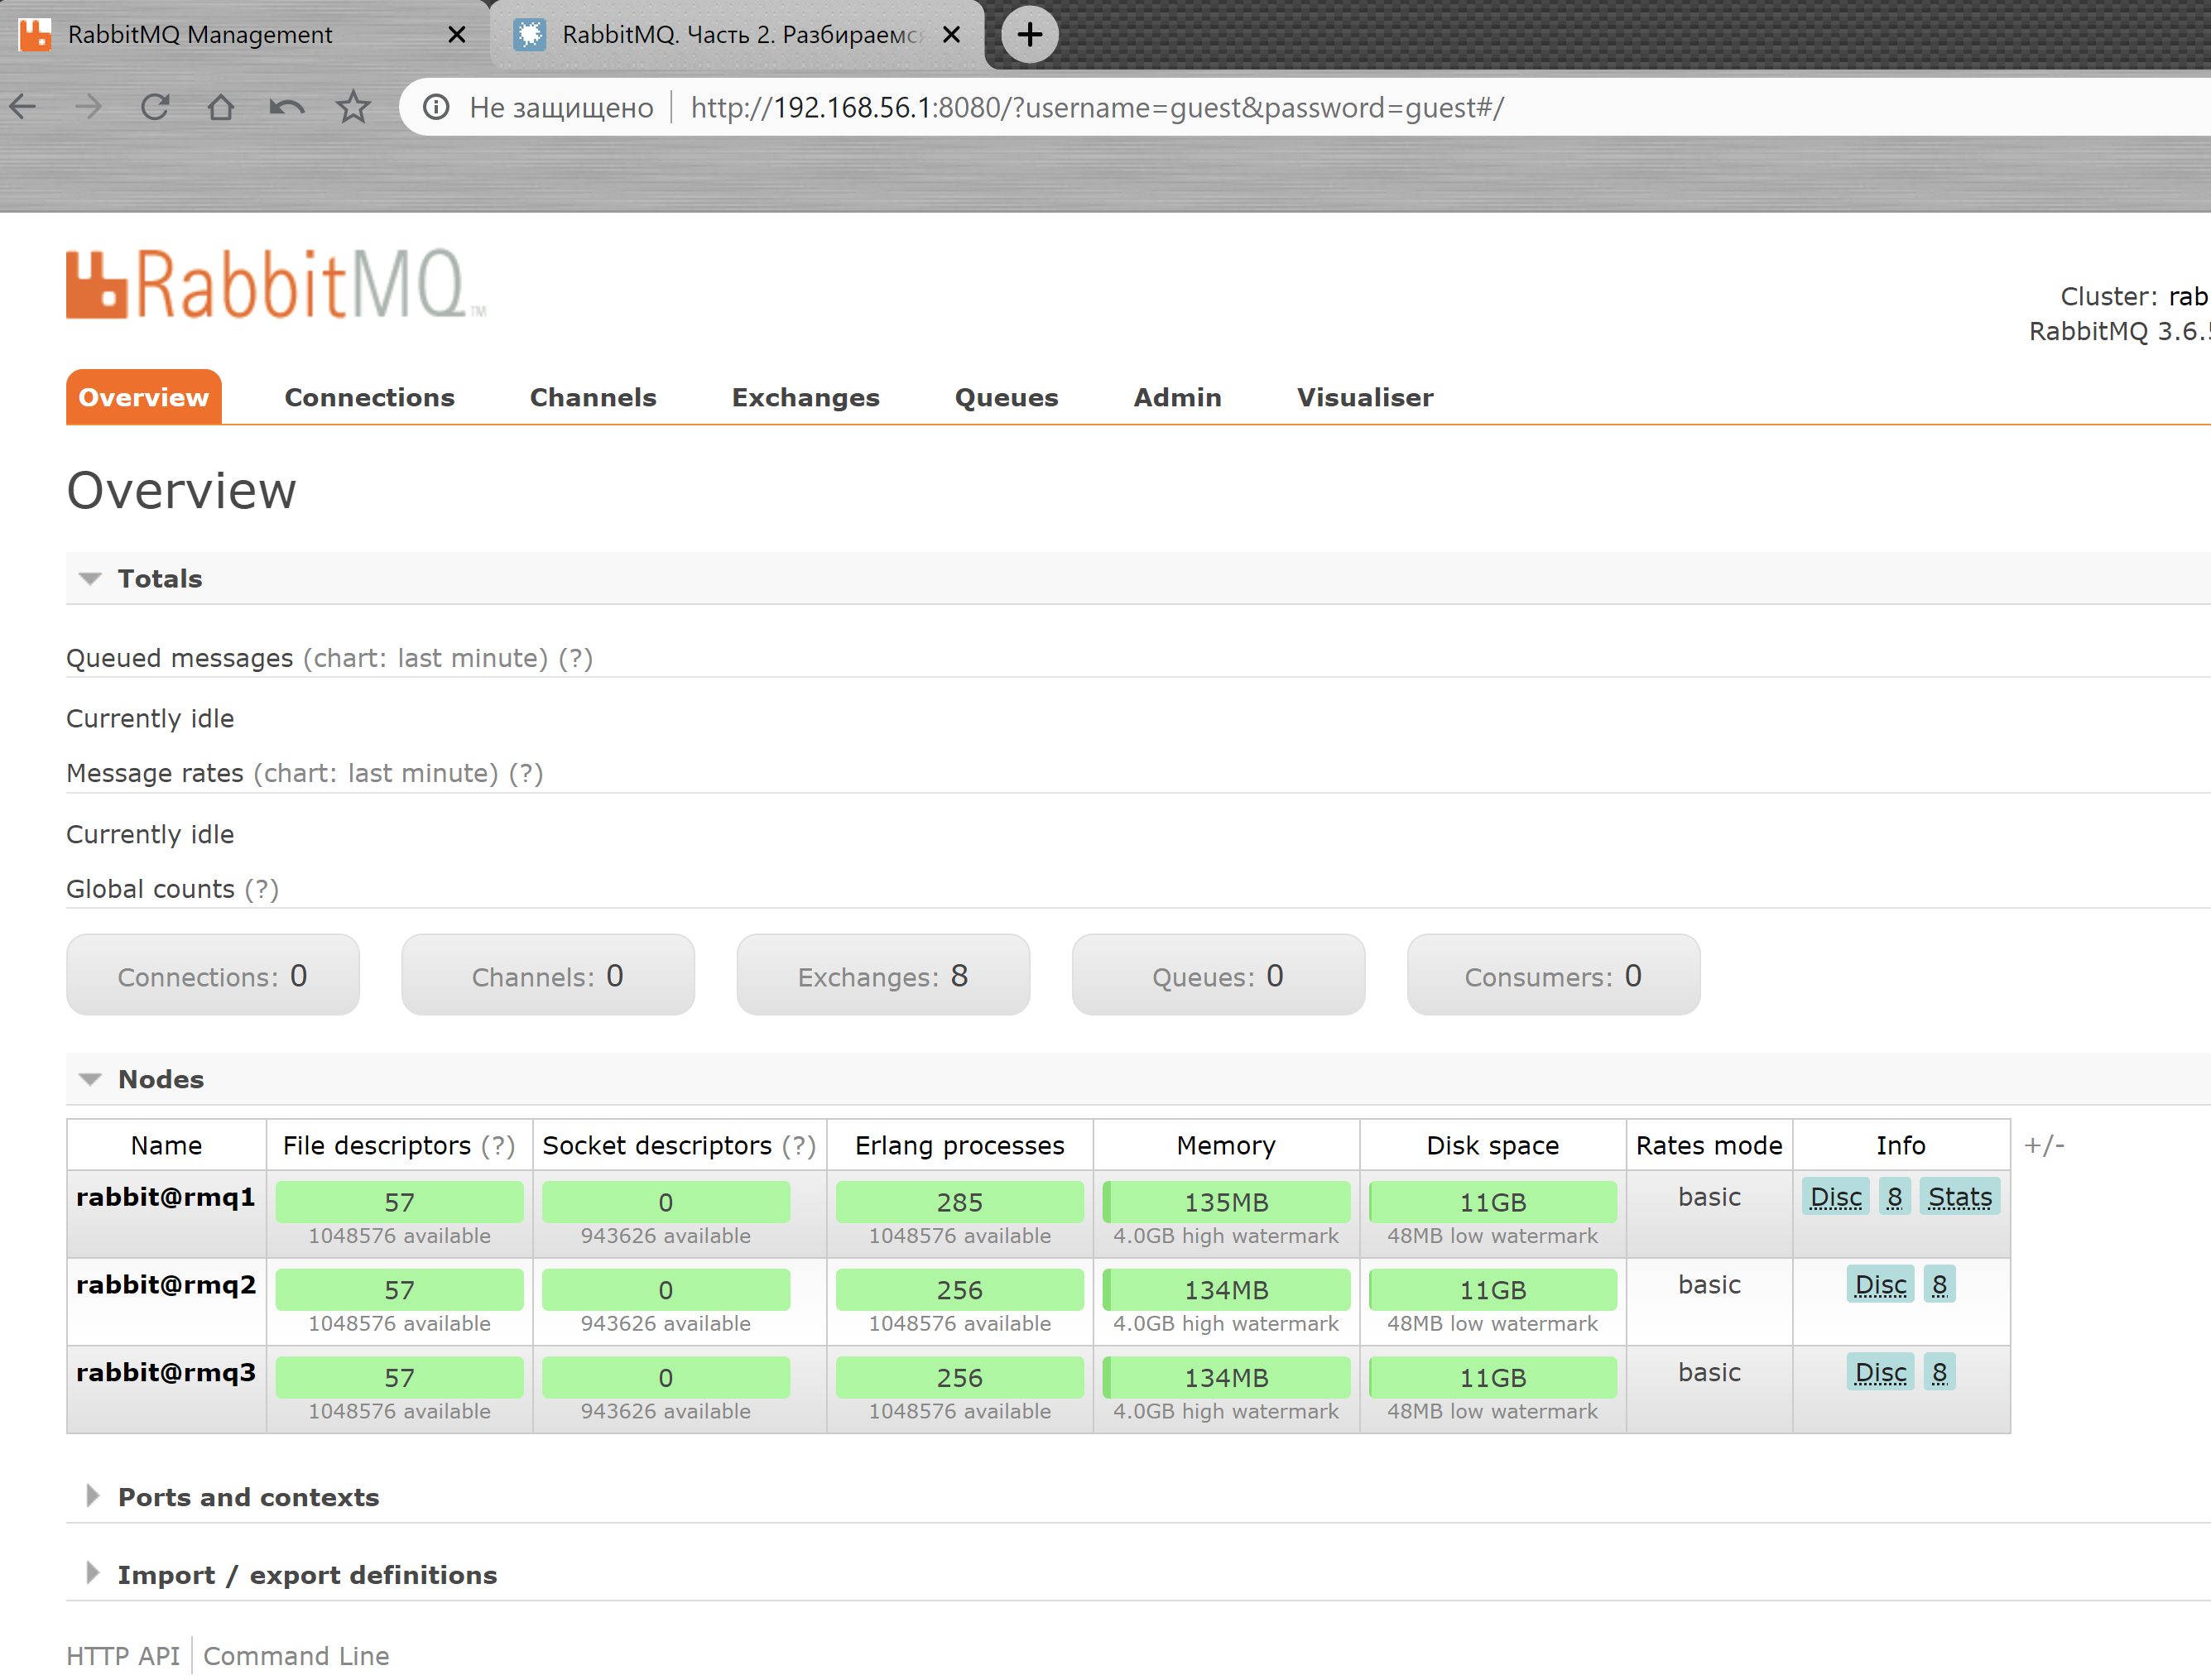 RabbitMQ Management
RabbitMQ. Часть 2. Разбираемся
Не защищено http://192.168.56.1:8080/?username=guest&password=guest#/
RabbitMQ TM
Cluster: rab
RabbitMQ 3.6.5
Overview Connections Channels Exchanges Queues Admin Visualiser
Overview
Totals
Queued messages (chart: last minute) (?)
Currently idle
Message rates (chart: last minute) (?)
Currently idle
Global counts (?)
Connections: 0 Channels: 0 Exchanges: 8 Queues: 0 Consumers: 0
Nodes
Name File descriptors (?) Socket descriptors (?) Erlang processes Memory Disk space Rates mode Info +/-
rabbit@rmq1 57 0 285 135MB 11GB basic Disc 8 Stats
1048576 available 943626 available 1048576 available 4.0GB high watermark 48MB low watermark
rabbit@rmq2 57 0 256 134MB 11GB basic Disc 8
1048576 available 943626 available 1048576 available 4.0GB high watermark 48MB low watermark
rabbit@rmq3 57 0 256 134MB 11GB basic Disc 8
1048576 available 943626 available 1048576 available 4.0GB high watermark 48MB low watermark
Ports and contexts
Import / export definitions
HTTP API Command Line